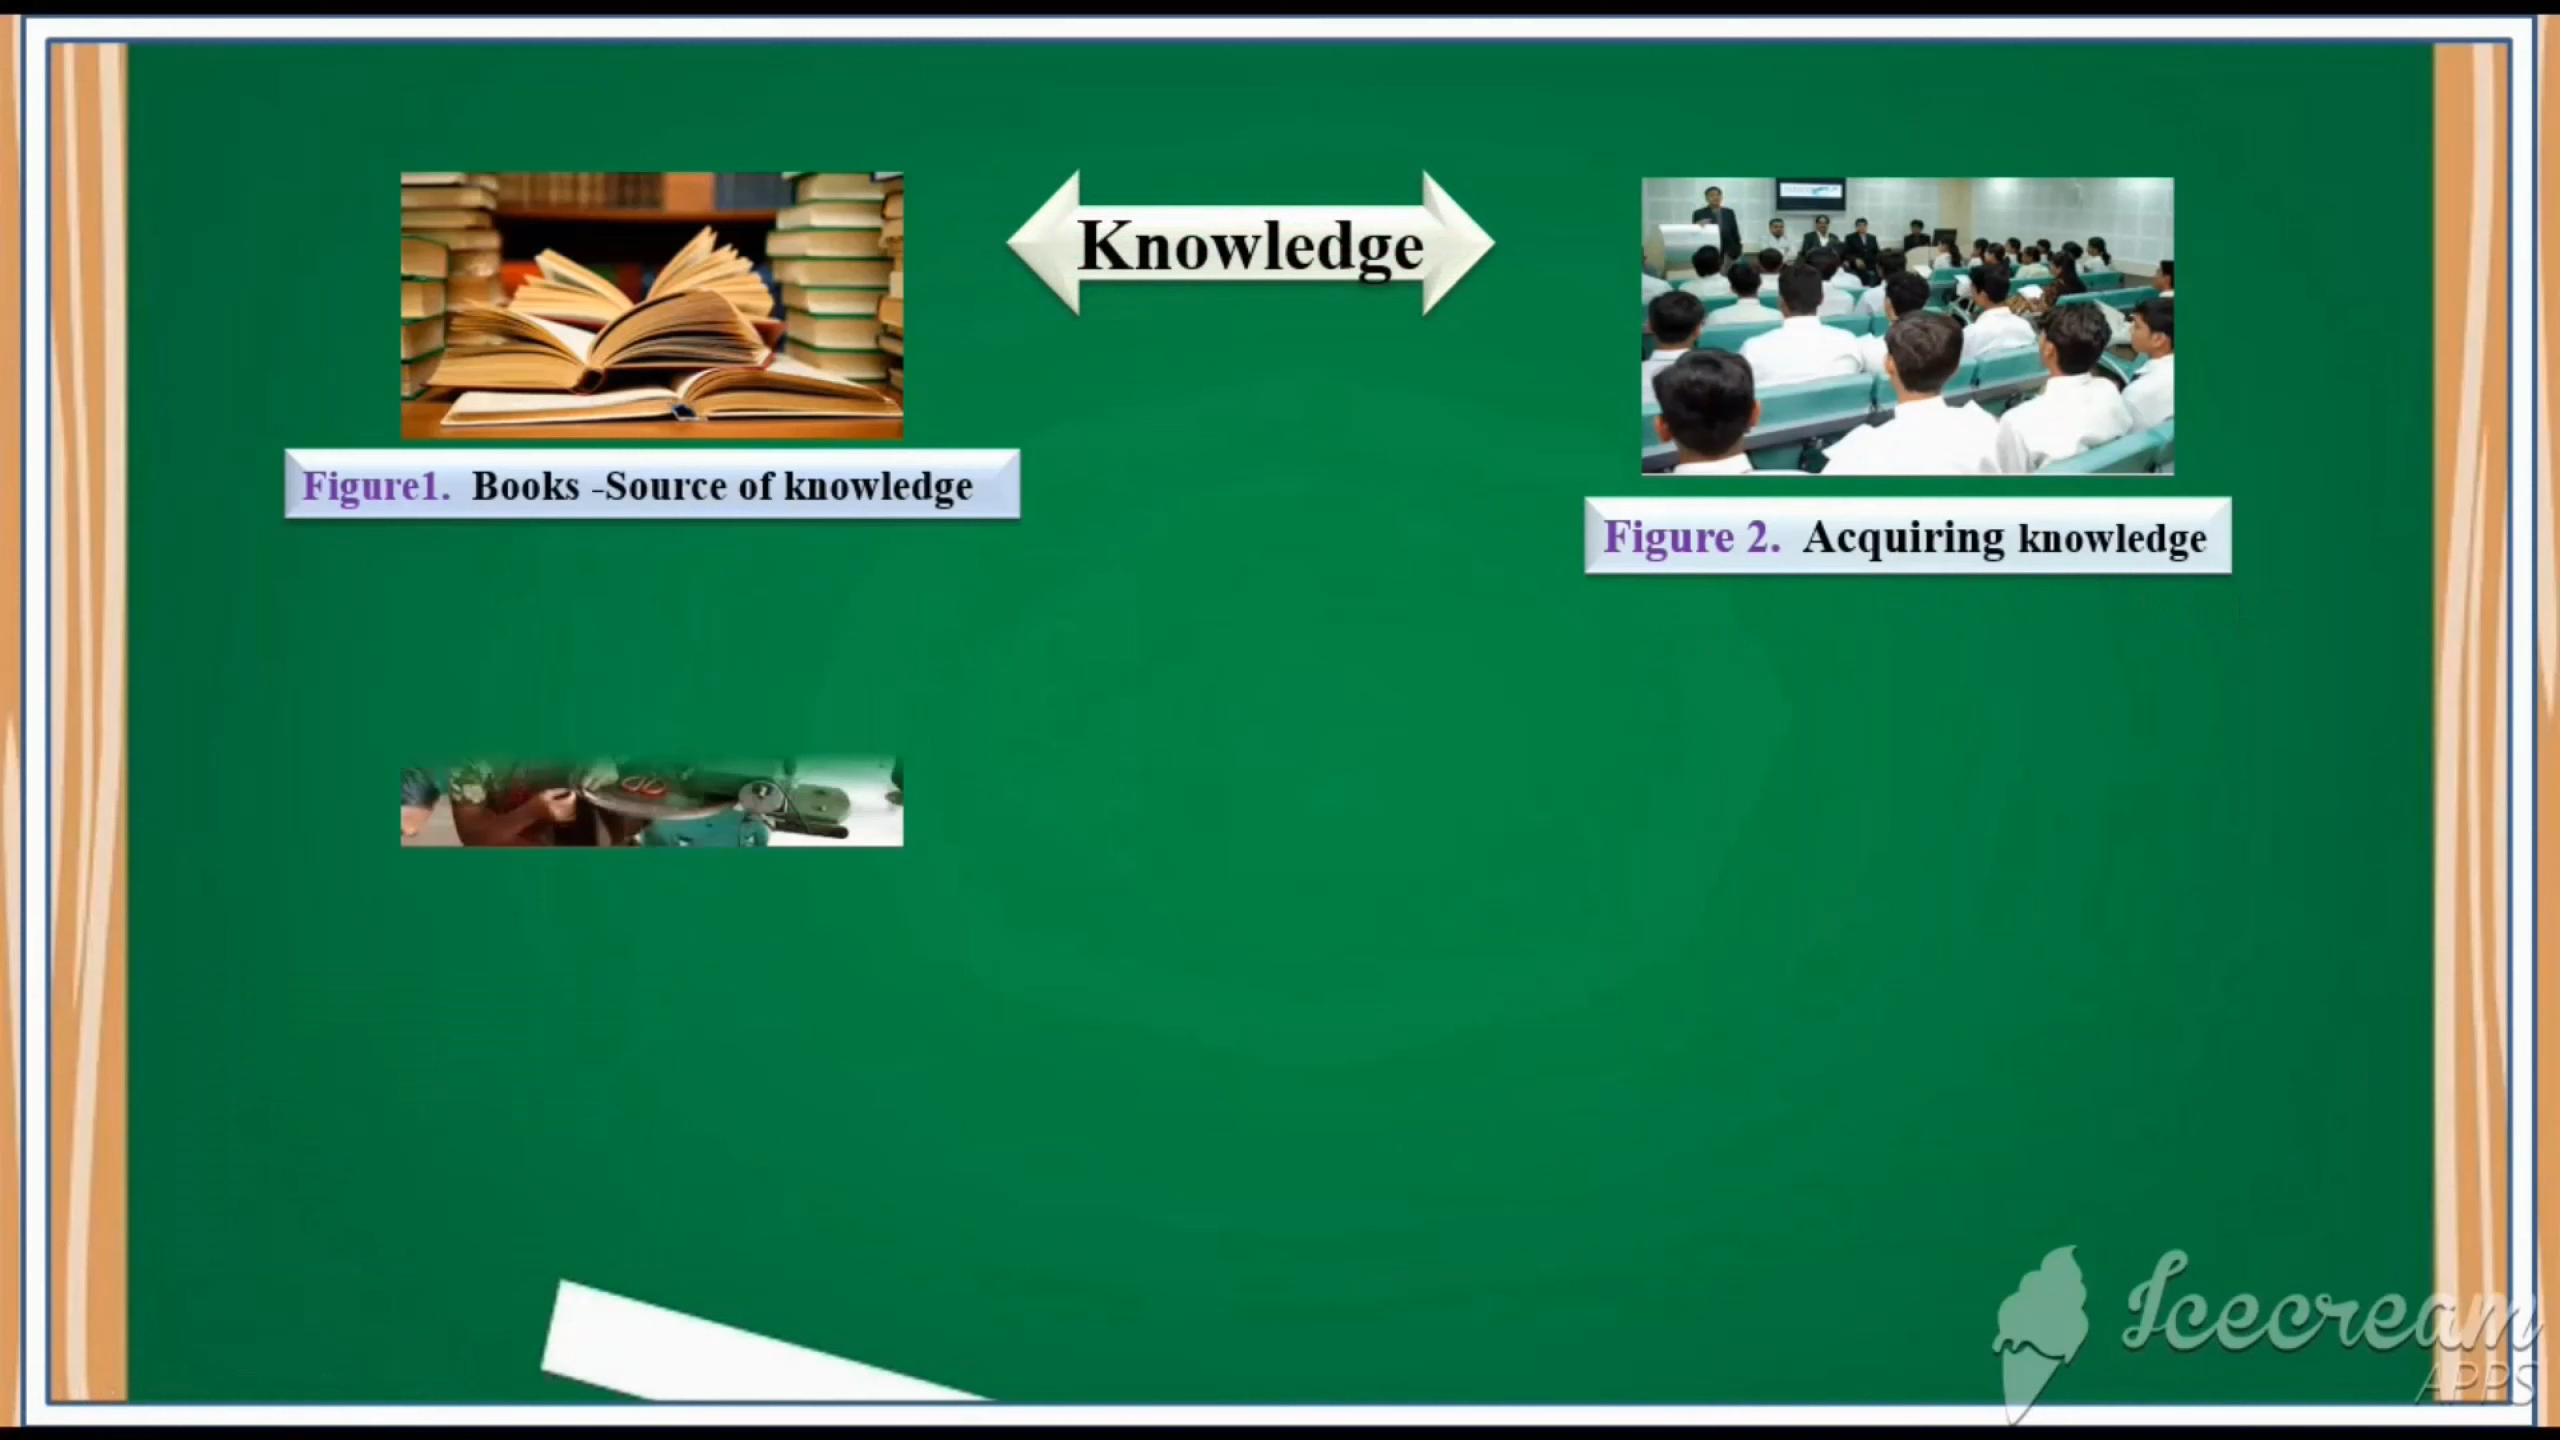 Knowledge
Figure1. Books -Source of knowledge
Figure 2. Acquiring knowledge
Icecream
APPS